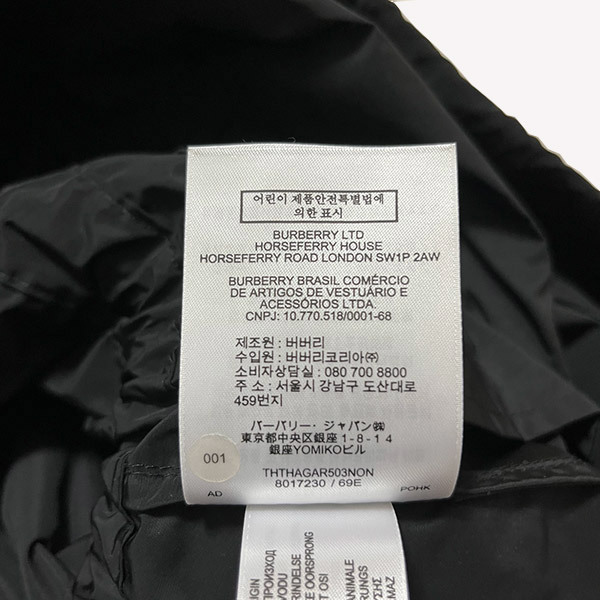 어린이 제품안전특별법에
의한 표시
BURBERRY LTD
HORSEFERRY HOUSE
HORSEFERRY ROAD LONDON SW1P 2AW
BURBERRY BRASIL COMÉRCIO
DE ARTIGOS DE VESTUÁRIO E
ACESSÓRIOS LTDA.
CNPJ: 10.770.518/0001-68
제조원 : 버버리
수입원 : 버버리코리아㈜
소비자상담실 : 080 700 8800
주 소 : 서울시 강남구 도산대로
459번지
バーバリー・ジャパン㈱
東京都中央区銀座1-8-14
銀座YOMIKOビル
001
THTHAGAR503NON
8017230 / 69E
AD
POHK